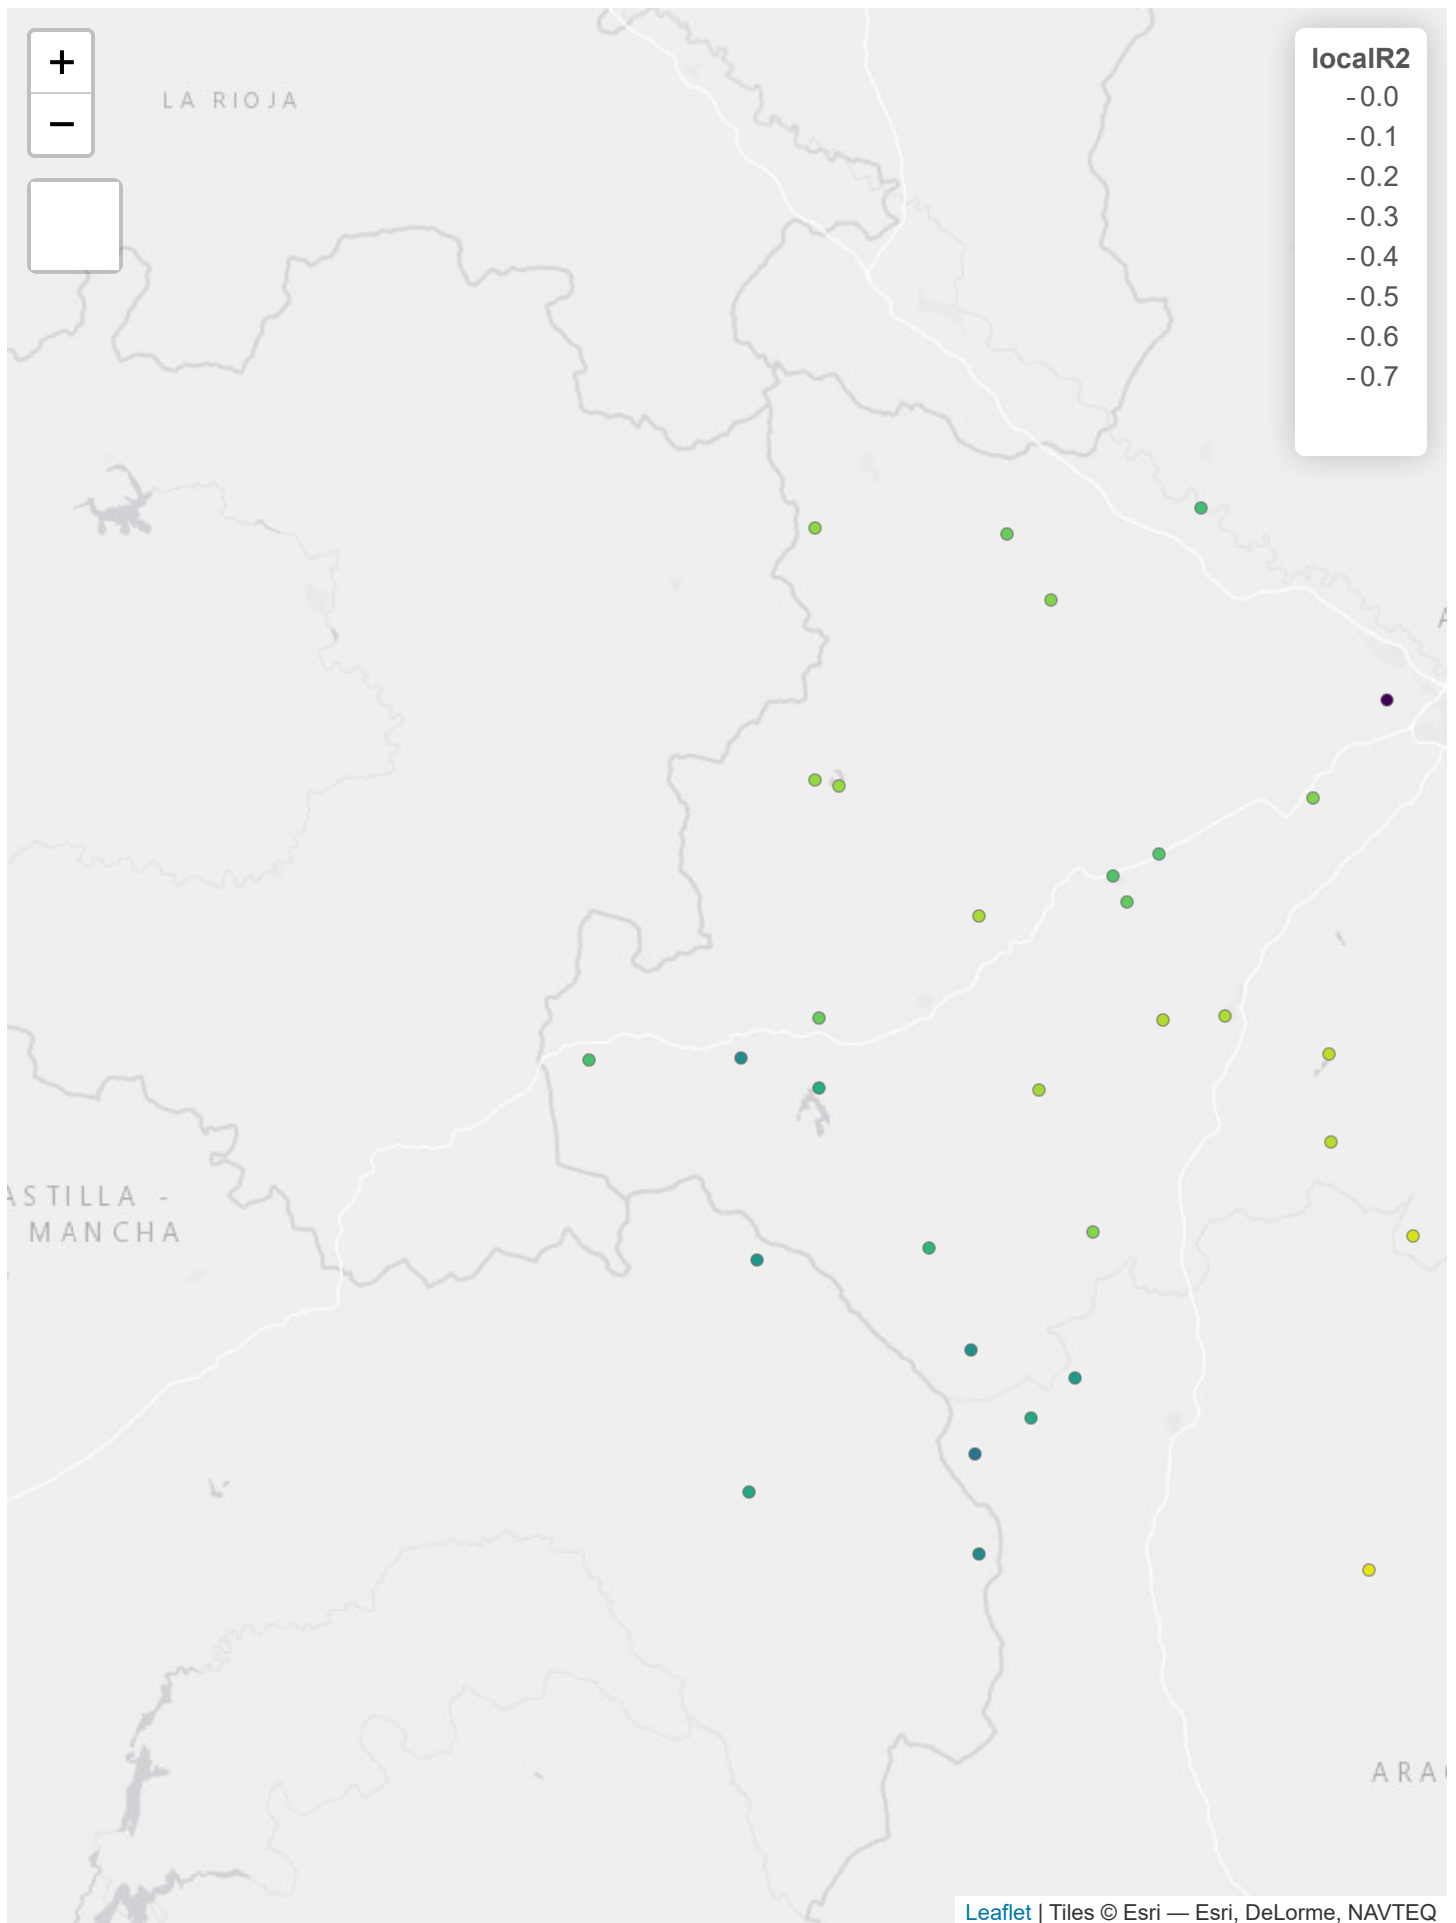 +
−
LA RIOJA
localR2
0.0
0.1
0.2
0.3
0.4
0.5
0.6
0.7
A
ASTILLA -
MANCHA
ARAG
Leaflet | Tiles © Esri — Esri, DeLorme, NAVTEQ